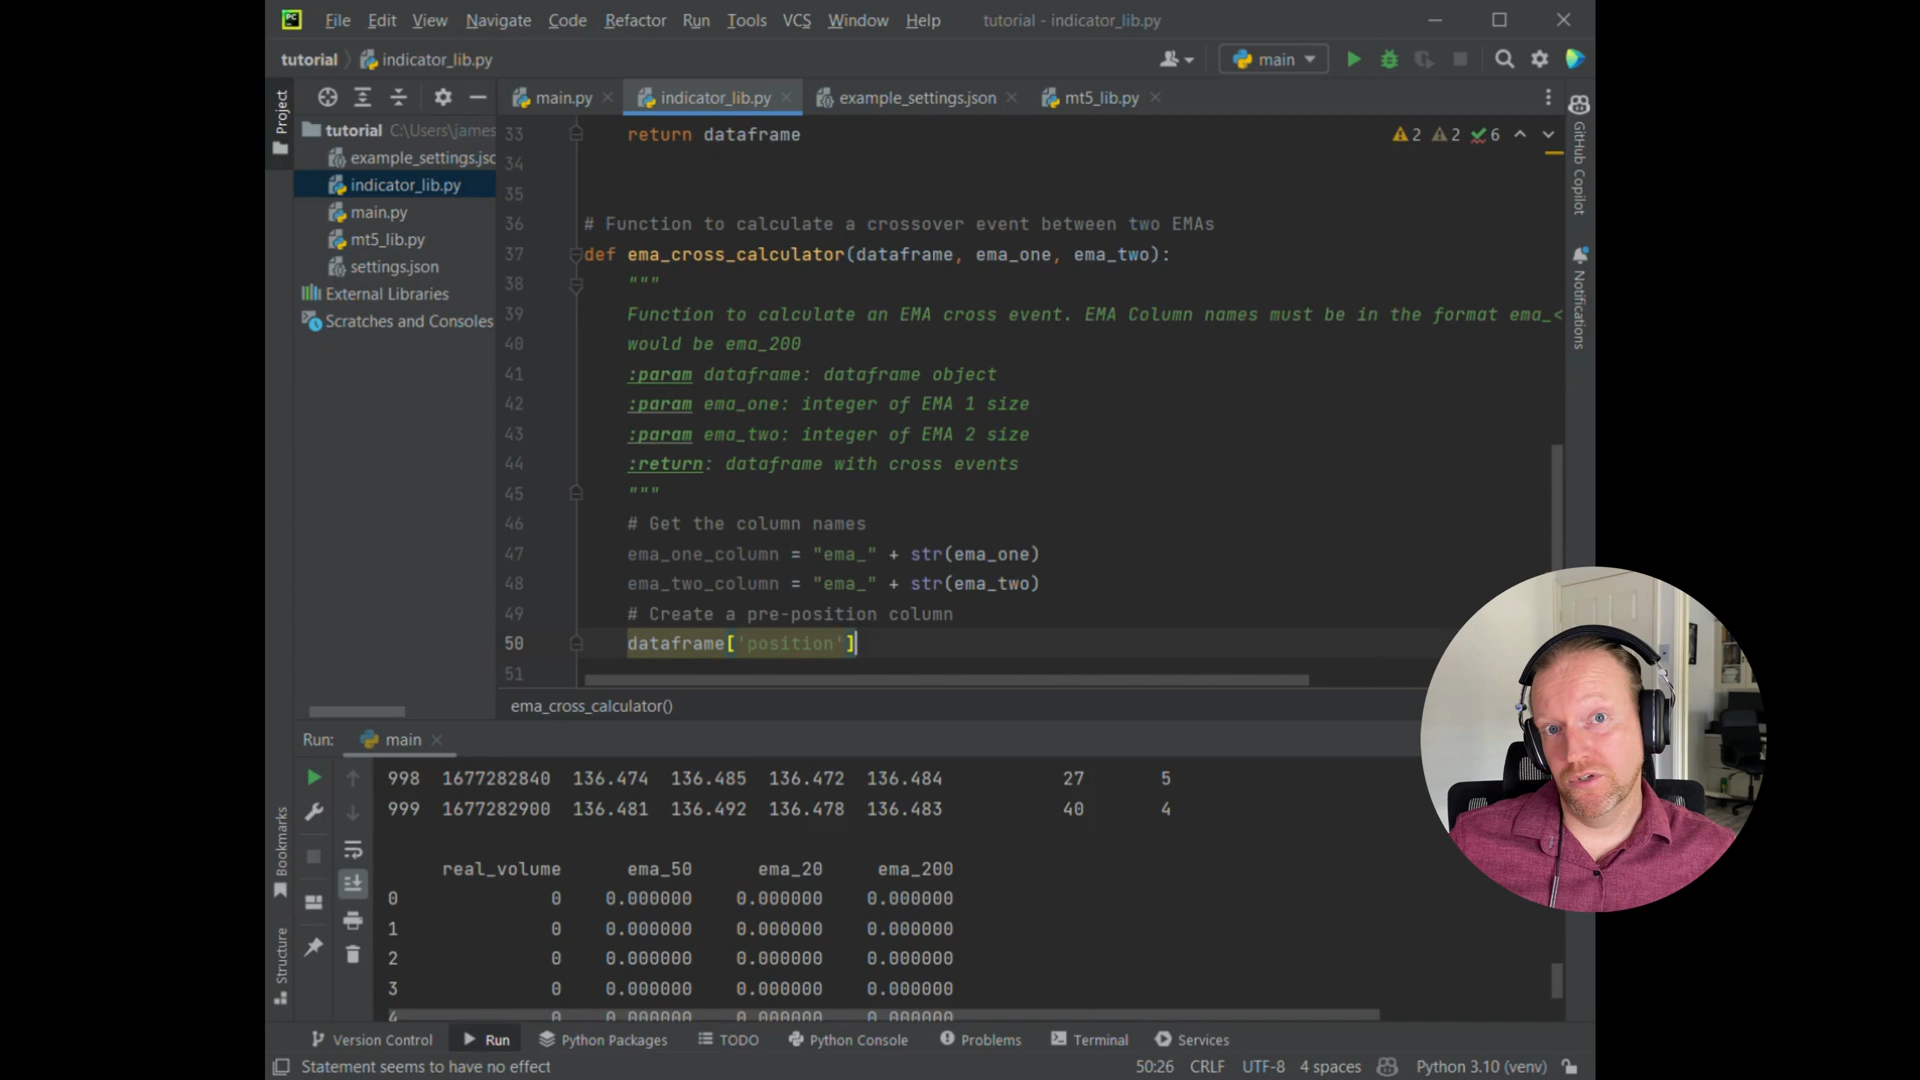 PC File Edit View Navigate Code Refactor Run Tools VCS Window Help tutorial - indicator_lib.py
tutorial indicator_lib.py main
Project
main.py indicator_lib.py example_settings.json mt5_lib.py
tutorial C:\Users\james
example_settings.jsc
indicator_lib.py
main.py
mt5_lib.py
settings.json
External Libraries
Scratches and Consoles
2 2 6
33 return dataframe
34
35
36 # Function to calculate a crossover event between two EMAs
37 def ema_cross_calculator(dataframe, ema_one, ema_two):
38 """
39 Function to calculate an EMA cross event. EMA Column names must be in the format ema_<
40 would be ema_200
41 :param dataframe: dataframe object
42 :param ema_one: integer of EMA 1 size
43 :param ema_two: integer of EMA 2 size
44 :return: dataframe with cross events
45 """
46 # Get the column names
47 ema_one_column = "ema_" + str(ema_one)
48 ema_two_column = "ema_" + str(ema_two)
49 # Create a pre-position column
50 dataframe['position']
51
ema_cross_calculator()
GitHub Copilot
Notifications
Run: main
998 1677282840 136.474 136.485 136.472 136.484 27 5
999 1677282900 136.481 136.492 136.478 136.483 40 4
real_volume ema_50 ema_20 ema_200
0 0 0.000000 0.000000 0.000000
1 0 0.000000 0.000000 0.000000
2 0 0.000000 0.000000 0.000000
3 0 0.000000 0.000000 0.000000
4 0 0.000000 0.000000 0.000000
Bookmarks
Structure
Version Control Run Python Packages TODO Python Console Problems Terminal Services
Statement seems to have no effect 50:26 CRLF UTF-8 4 spaces Python 3.10 (venv)